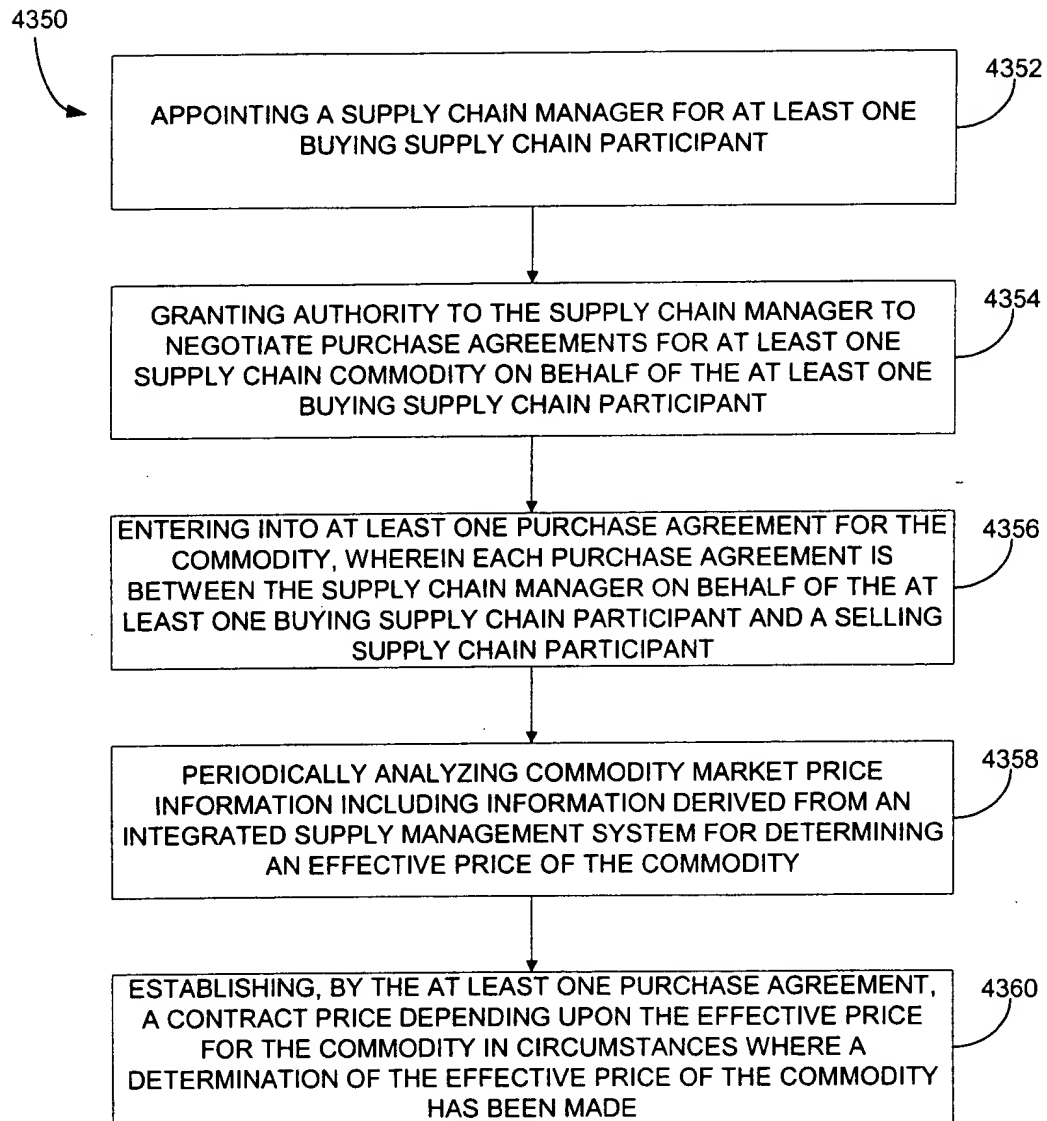 4350
4352
APPOINTING A SUPPLY CHAIN MANAGER FOR AT LEAST ONE
BUYING SUPPLY CHAIN PARTICIPANT
4354
GRANTING AUTHORITY TO THE SUPPLY CHAIN MANAGER TO
NEGOTIATE PURCHASE AGREEMENTS FOR AT LEAST ONE
SUPPLY CHAIN COMMODITY ON BEHALF OF THE AT LEAST ONE
BUYING SUPPLY CHAIN PARTICIPANT
4356
ENTERING INTO AT LEAST ONE PURCHASE AGREEMENT FOR THE
COMMODITY, WHEREIN EACH PURCHASE AGREEMENT IS
BETWEEN THE SUPPLY CHAIN MANAGER ON BEHALF OF THE AT
LEAST ONE BUYING SUPPLY CHAIN PARTICIPANT AND A SELLING
SUPPLY CHAIN PARTICIPANT
4358
PERIODICALLY ANALYZING COMMODITY MARKET PRICE
INFORMATION INCLUDING INFORMATION DERIVED FROM AN
INTEGRATED SUPPLY MANAGEMENT SYSTEM FOR DETERMINING
AN EFFECTIVE PRICE OF THE COMMODITY
4360
ESTABLISHING, BY THE AT LEAST ONE PURCHASE AGREEMENT,
A CONTRACT PRICE DEPENDING UPON THE EFFECTIVE PRICE
FOR THE COMMODITY IN CIRCUMSTANCES WHERE A
DETERMINATION OF THE EFFECTIVE PRICE OF THE COMMODITY
HAS BEEN MADE